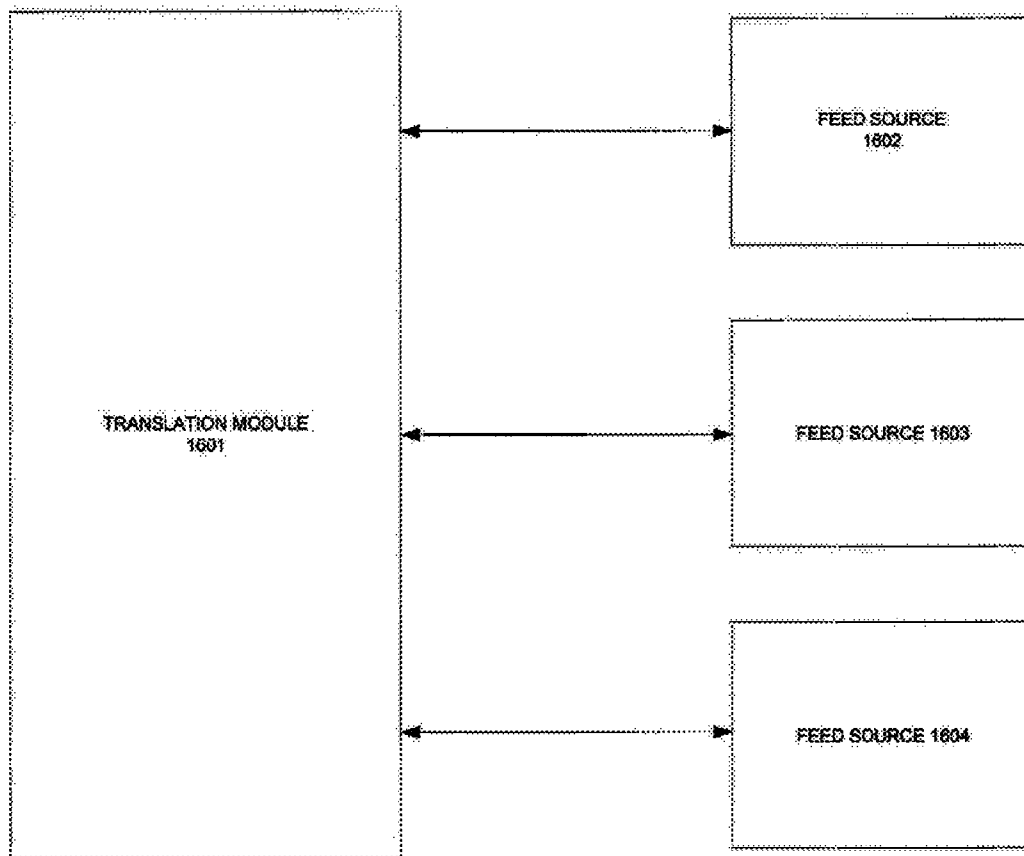 FEED SOURCE
1602
TRANSLATION MODULE
1601
FEED SOURCE 1603
FEED SOURCE 1604